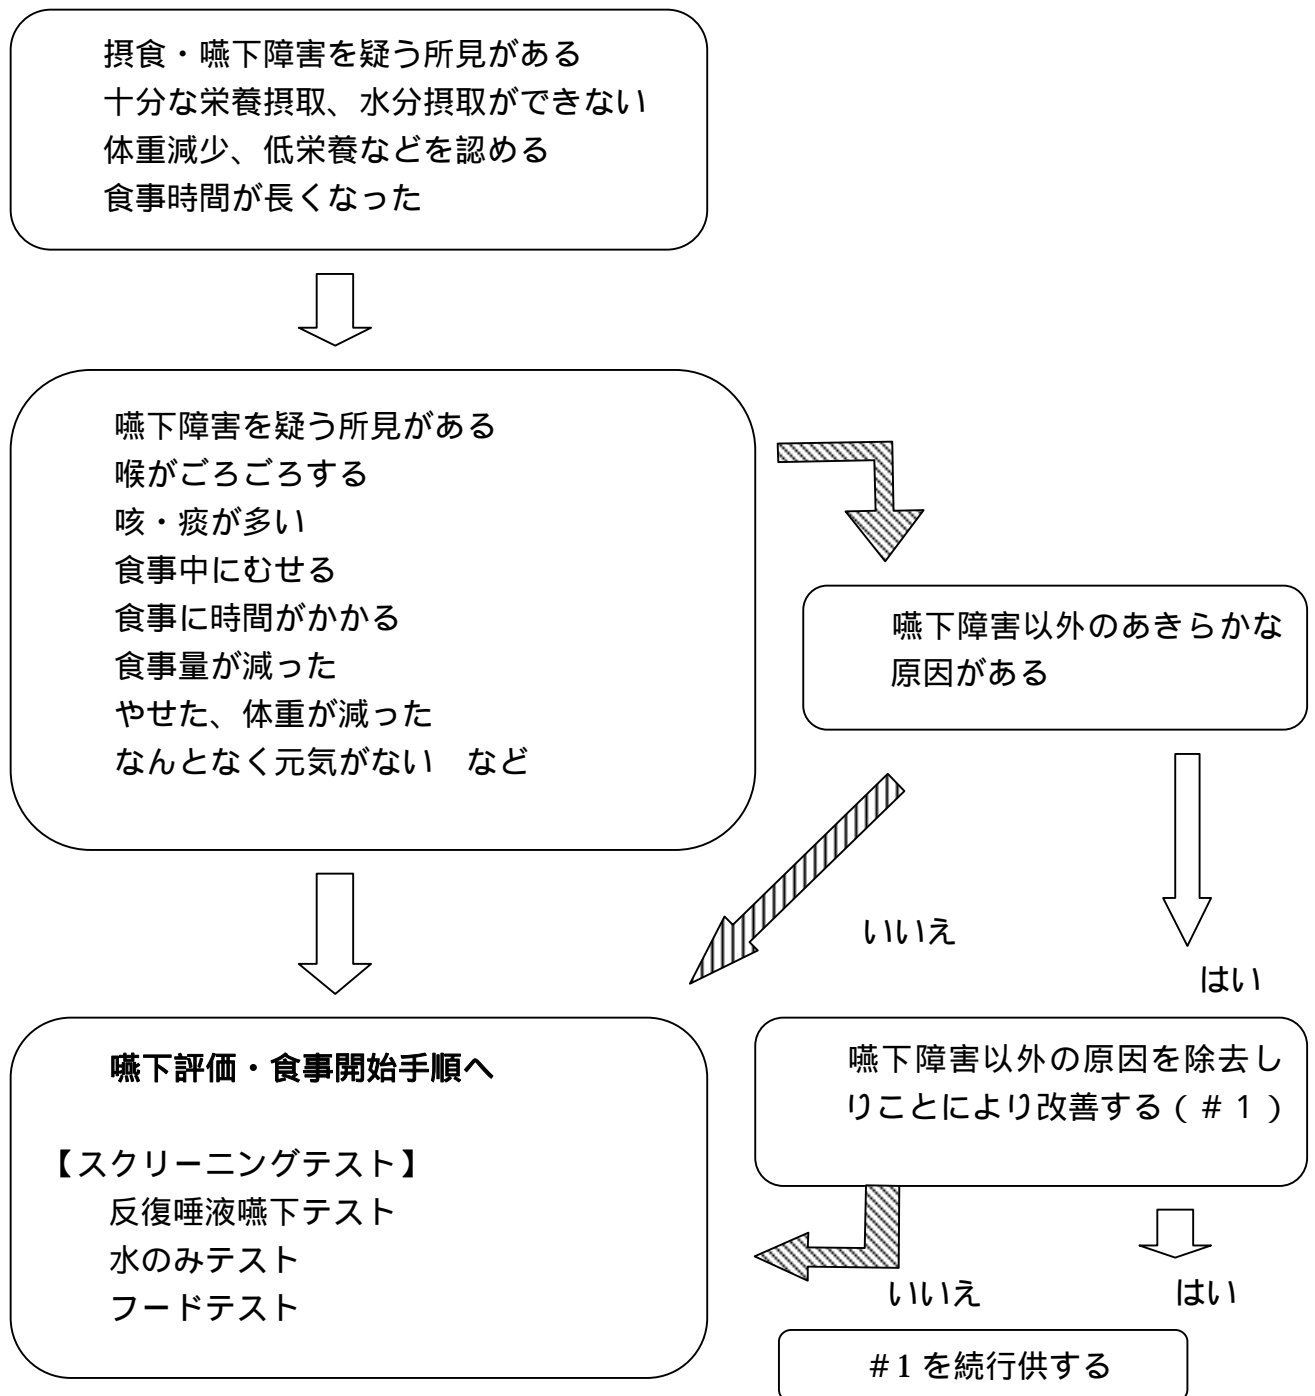 摂食・嚥下障害を疑う所見がある
十分な栄養摂取、水分摂取ができない
体重減少、低栄養などを認める
食事時間が長くなった
嚥下障害を疑う所見がある
喉がごろごろする
咳・痰が多い
食事中にむせる
食事に時間がかかる
食事量が減った
やせた、体重が減った
なんとなく元気がない　など
嚥下障害以外のあきらかな
原因がある
いいえ
はい
嚥下評価・食事開始手順へ
【スクリーニングテスト】
反復唾液嚥下テスト
水のみテスト
フードテスト
嚥下障害以外の原因を除去し
りことにより改善する（＃１）
いいえ
はい
＃1 を続行供する